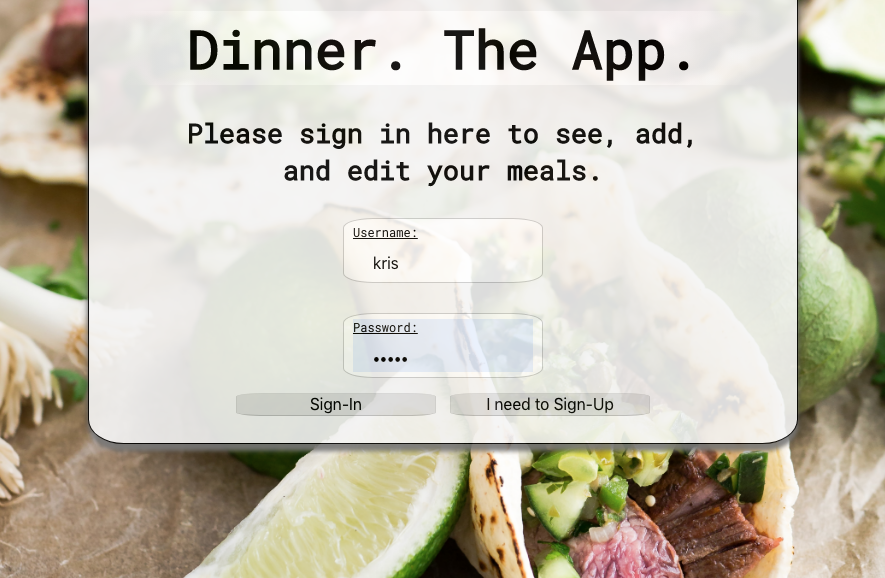 Dinner. The App.
Please sign in here to see, add,
and edit your meals.
Username:
kris
Password:
•••••
Sign-In
I need to Sign-Up